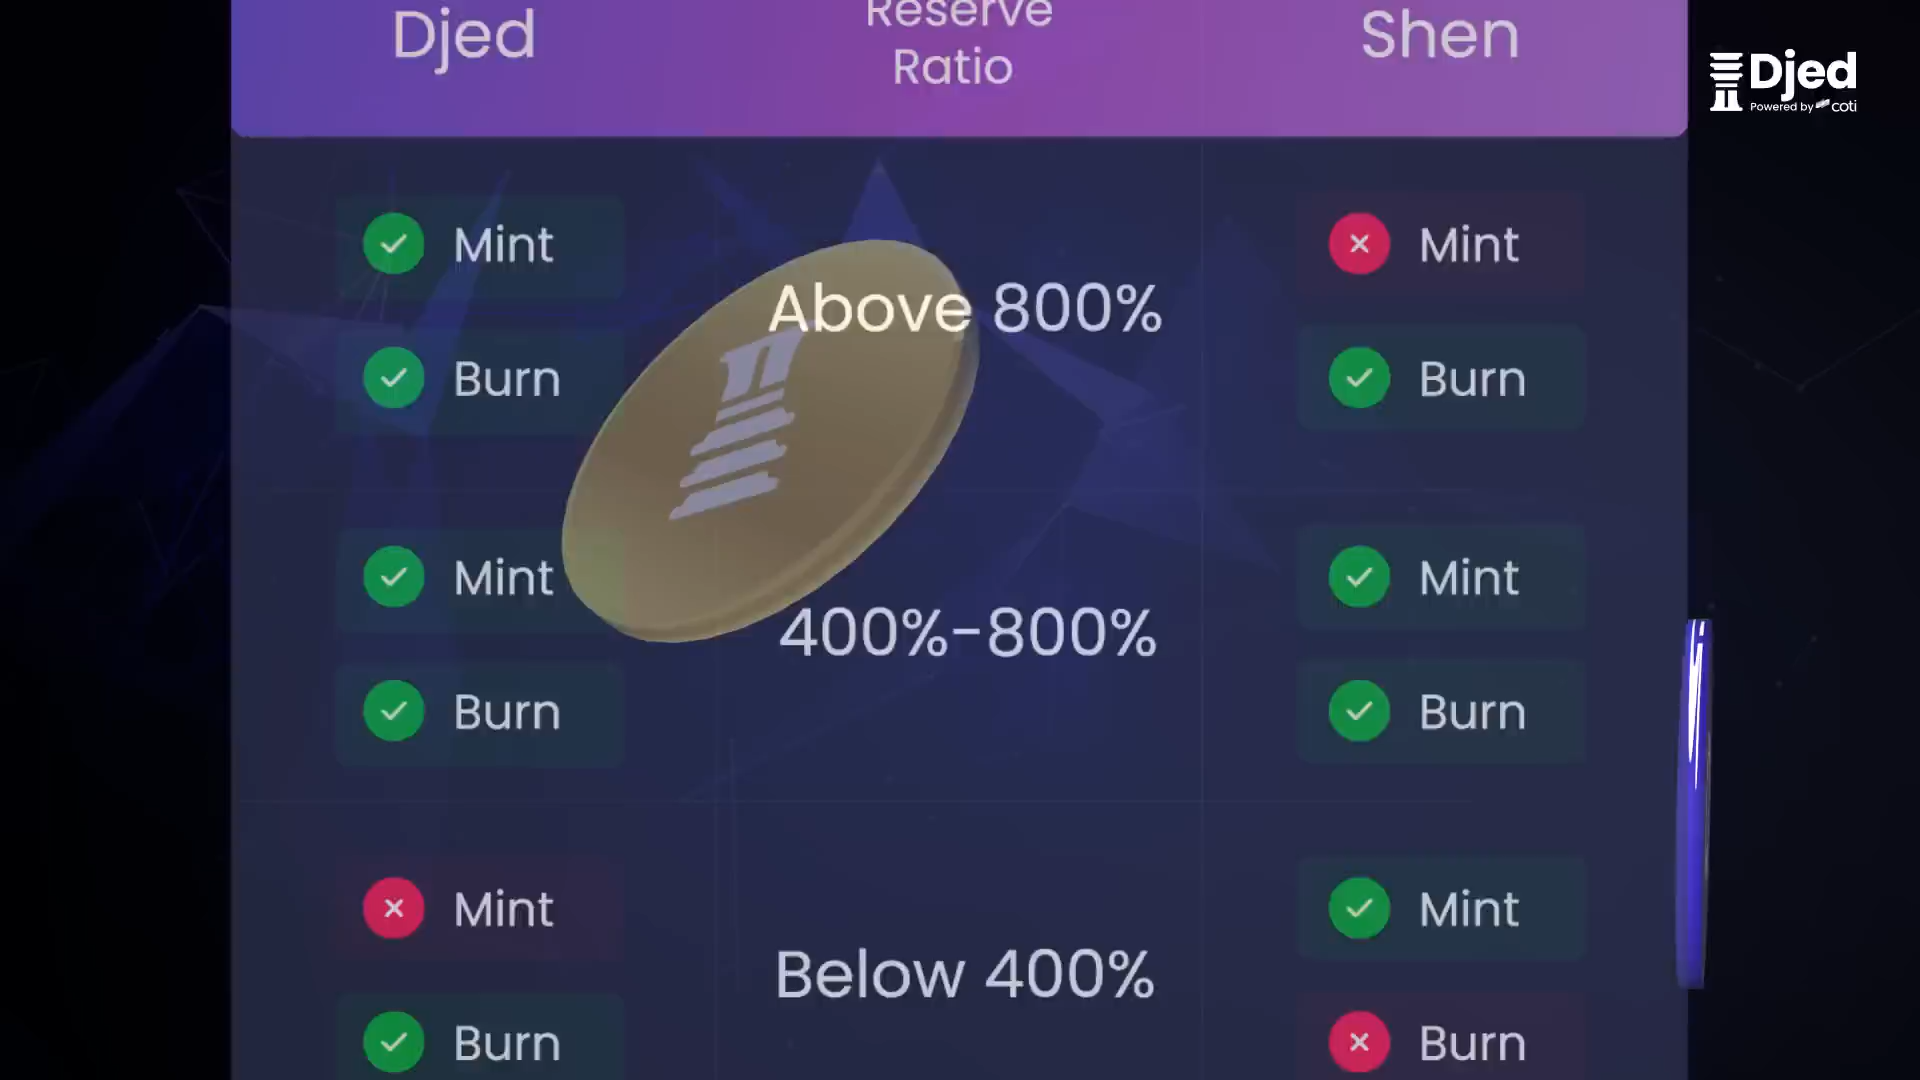 Djed
Reserve
Ratio
Shen
Djed
Powered by coti
Mint
Above 800%
Mint
Burn
Burn
Mint
400%-800%
Mint
Burn
Burn
Mint
Below 400%
Mint
Burn
Burn